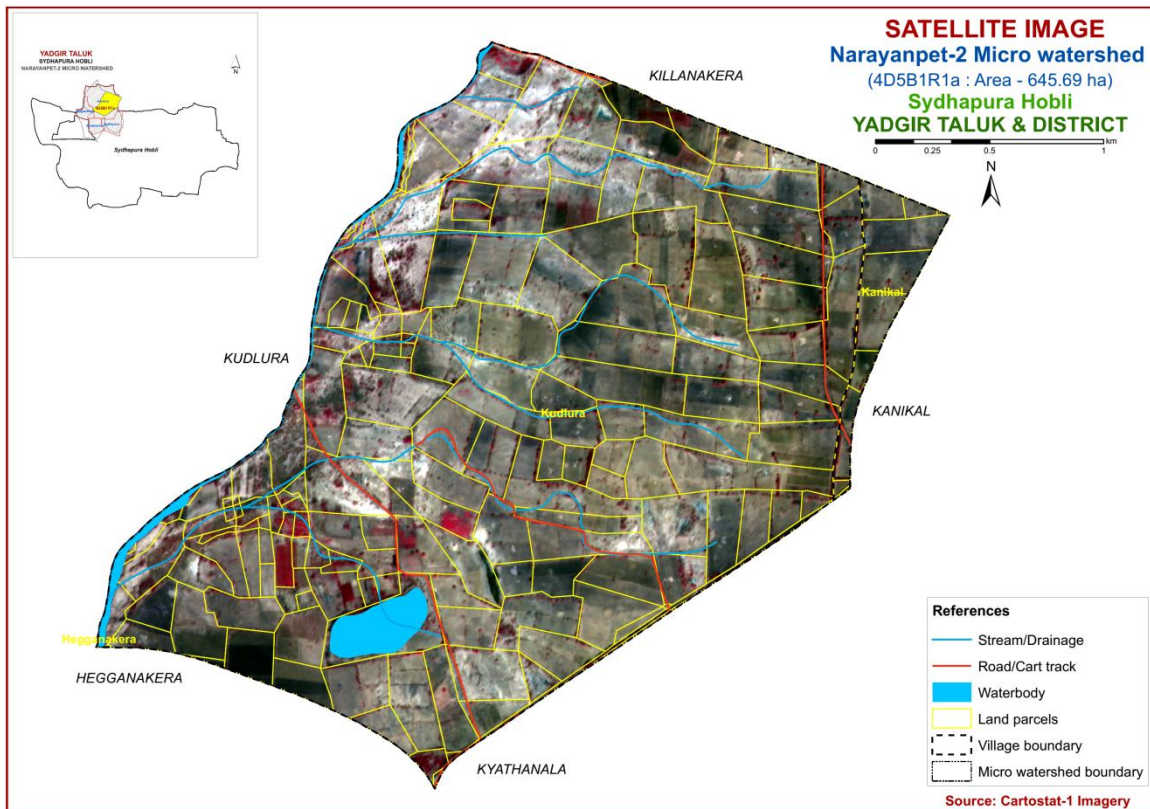 YADGIR TALUK
SYDHAPURA HOBLI
NARAYANPET-2 MICRO WATERSHED
N
Sydhapura Hobli
SATELLITE IMAGE
Narayanpet-2 Micro watershed
(4D5B1R1a : Area - 645.69 ha)
Sydhapura Hobli
YADGIR TALUK & DISTRICT
km
0 0.25 0.5 1
N
KILLANAKERA
Kanikal
KUDLURA
Kudlura
KANIKAL
Hegganakera
HEGGANAKERA
KYATHANALA
References
Stream/Drainage
Road/Cart track
Waterbody
Land parcels
Village boundary
Micro watershed boundary
Source: Cartostat-1 Imagery